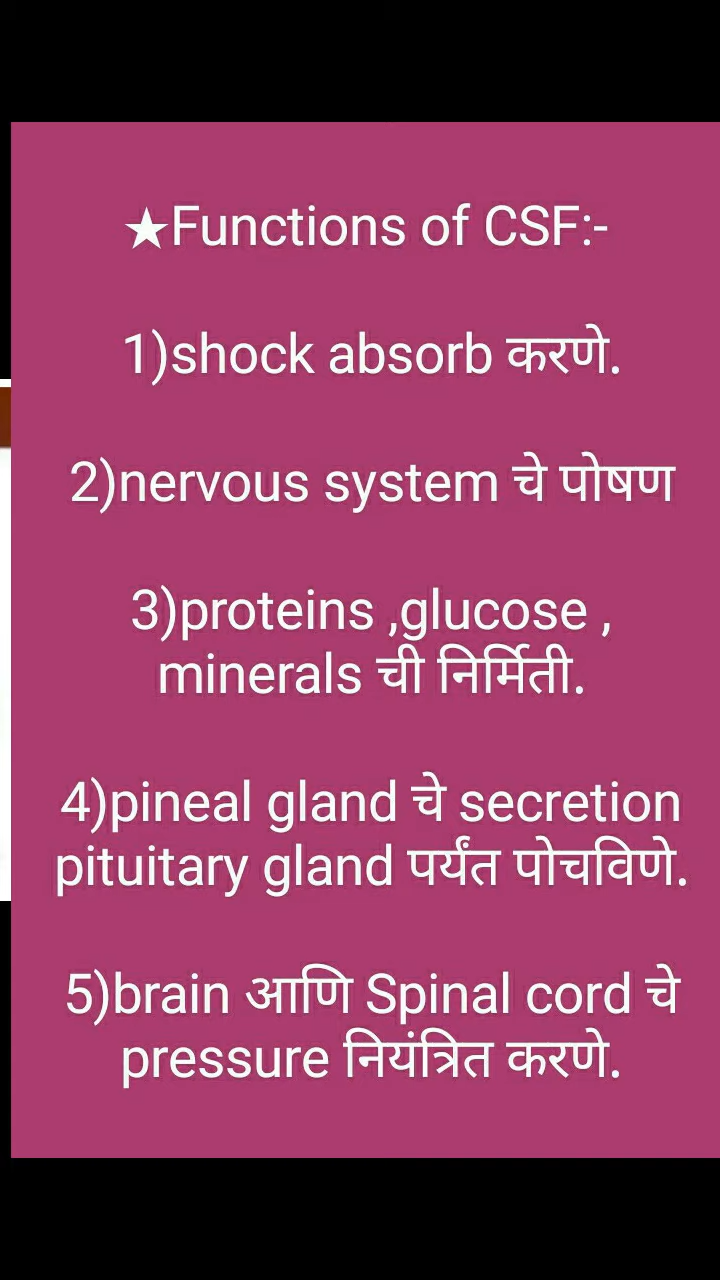 ★Functions of CSF:-
1)shock absorb करणे.
2)nervous system चे पोषण
3)proteins ,glucose ,
minerals ची निर्मिती.
4)pineal gland चे secretion
pituitary gland पर्यंत पोचविणे.
5)brain आणि Spinal cord चे
pressure नियंत्रित करणे.